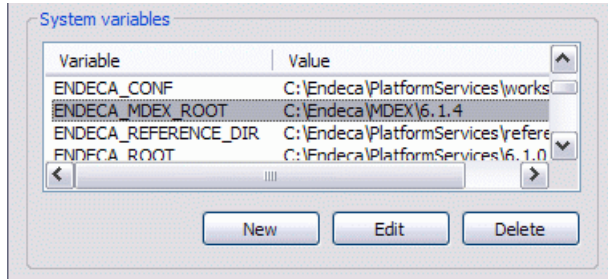 System variables
Variable Value
ENDECA_CONF C:\Endeca\PlatformServices\works
ENDECA_MDEX_ROOT C:\Endeca\MDEX\6.1.4
ENDECA_REFERENCE_DIR C:\Endeca\PlatformServices\refere
ENDECA_ROOT C:\Endeca\PlatformServices\6.1.0
New Edit Delete